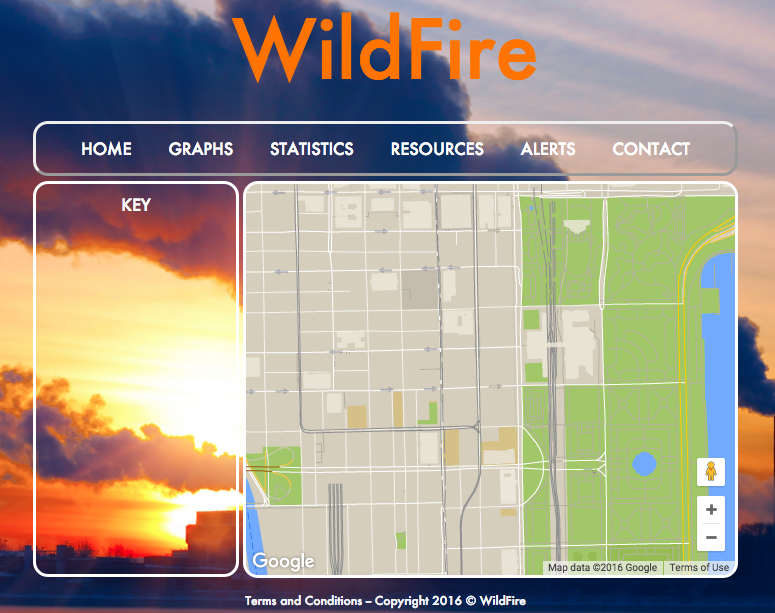 WildFire
HOME GRAPHS STATISTICS RESOURCES ALERTS CONTACT
KEY
Google
Map data ©2016 Google Terms of Use
Terms and Conditions – Copyright 2016 © WildFire